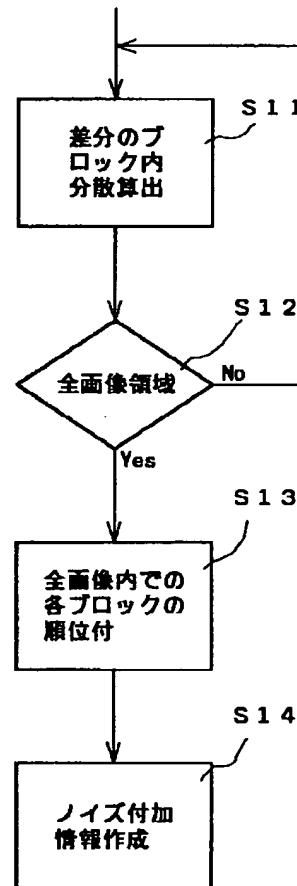 S11
差分のブ
ロック内
分散算出
S12
全画像領域
No
Yes
S13
全画像内での
各ブロックの
順位付
S14
ノイズ付加
情報作成